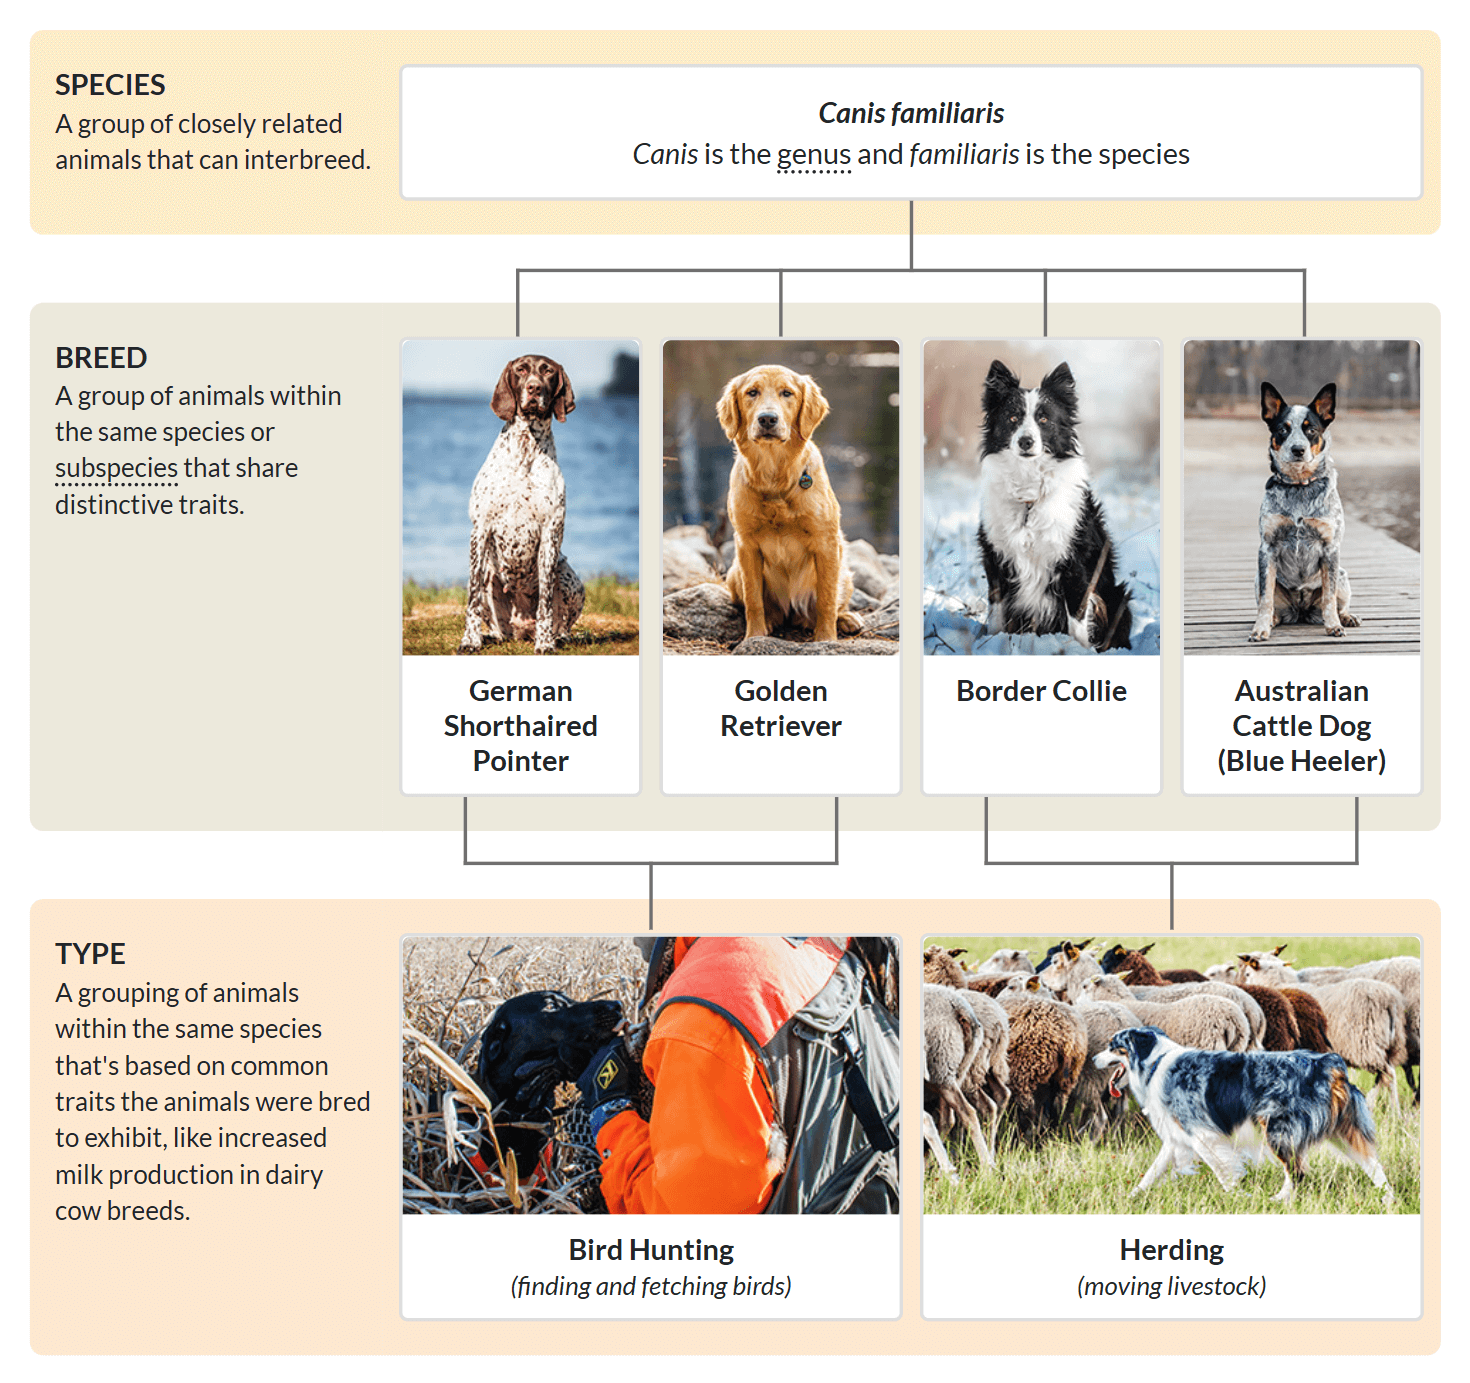 SPECIES
A group of closely related
animals that can interbreed.
Canis familiaris
Canis is the genus and familiaris is the species
BREED
A group of animals within
the same species or
subspecies that share
distinctive traits.
German
Shorthaired
Pointer
Golden
Retriever
Border Collie
Australian
Cattle Dog
(Blue Heeler)
TYPE
A grouping of animals
within the same species
that's based on common
traits the animals were bred
to exhibit, like increased
milk production in dairy
cow breeds.
Bird Hunting
(finding and fetching birds)
Herding
(moving livestock)